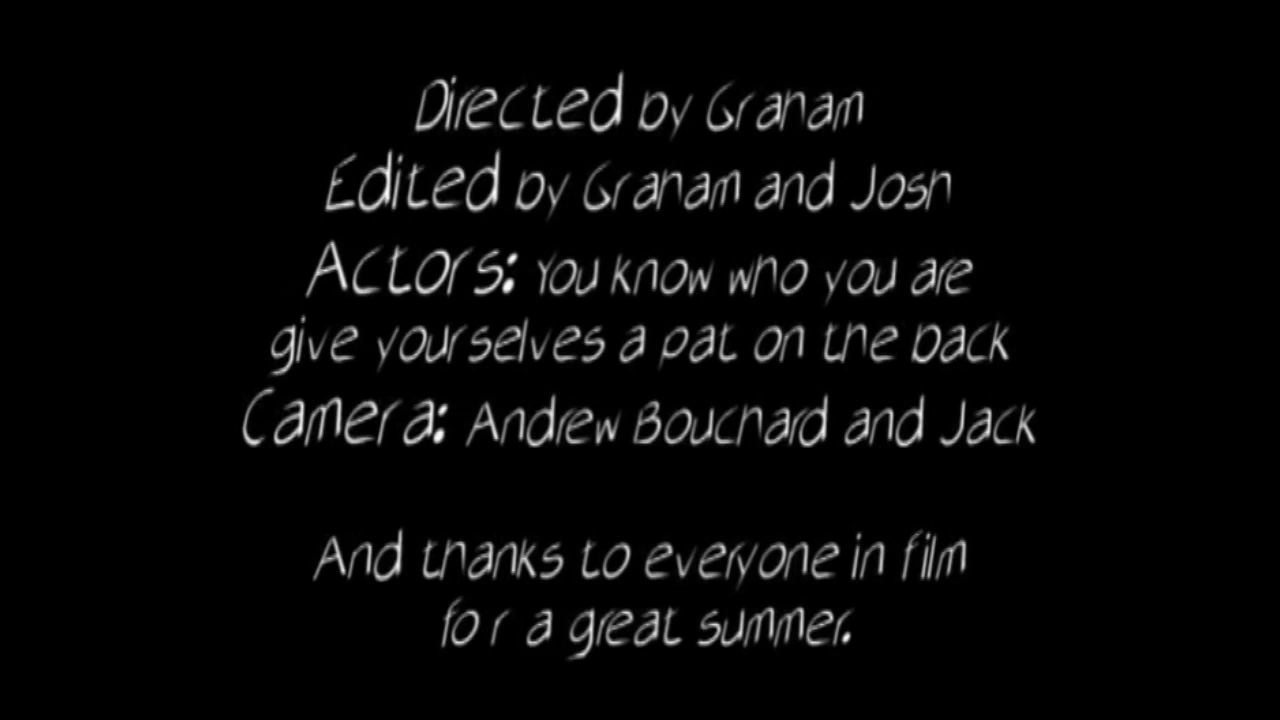 Directed by Graham
Edited by Graham and Josh
Actors: You know who you are
give yourselves a pat on the back
Camera: Andrew Bouchard and Jack
And thanks to everyone in film
for a great summer.